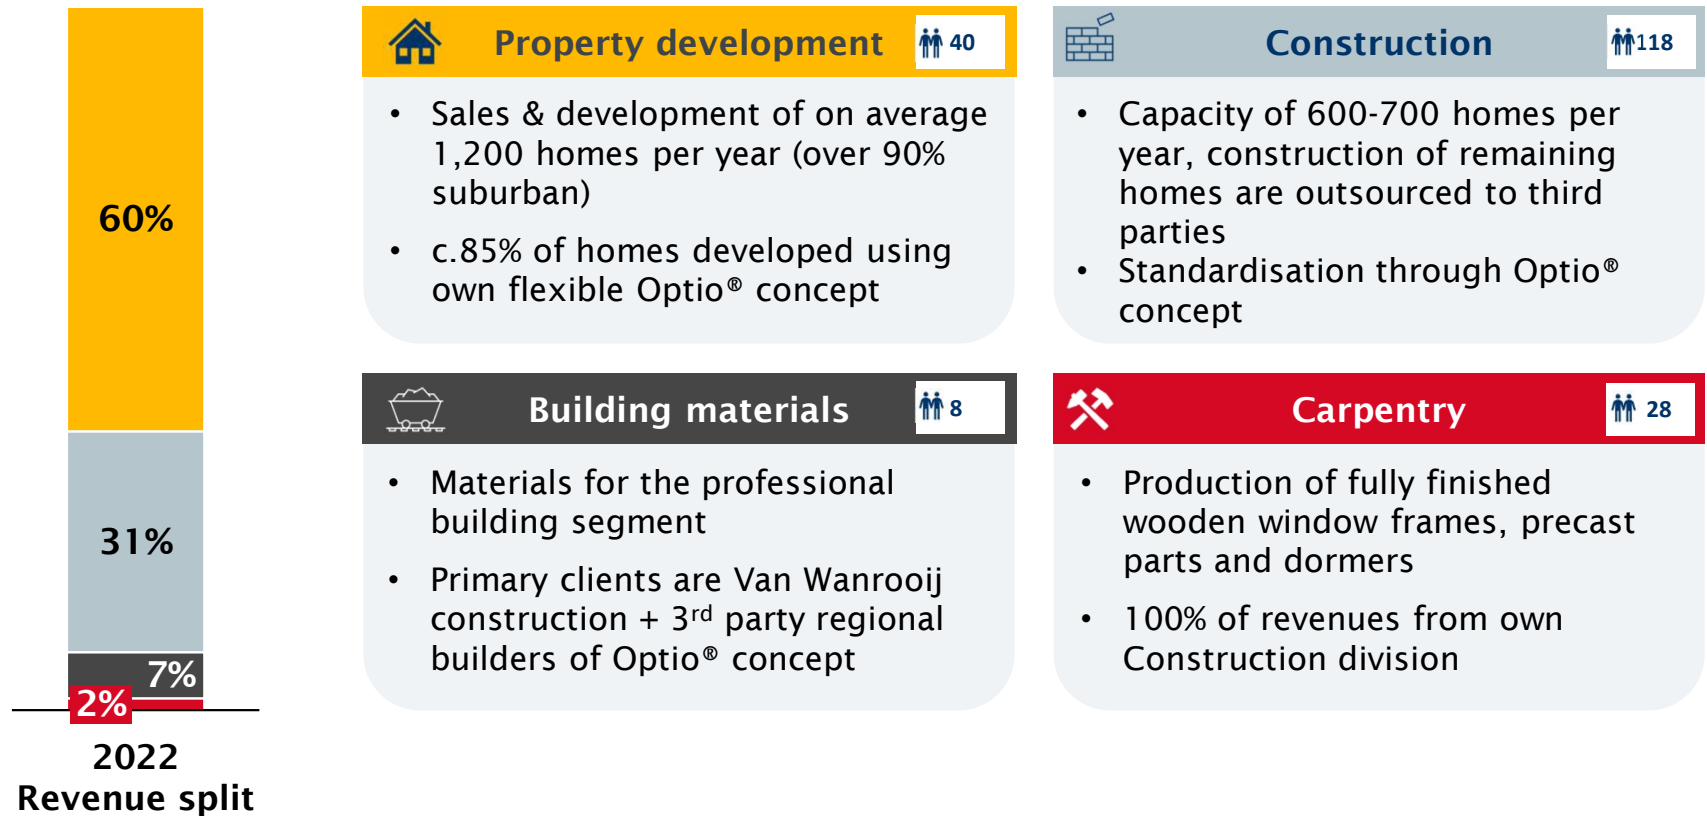 60%
31%
7%
2%
2022
Revenue split
Property development
40
• Sales & development of on average
1,200 homes per year (over 90%
suburban)
• c.85% of homes developed using
own flexible Optio® concept
Construction
118
• Capacity of 600-700 homes per
year, construction of remaining
homes are outsourced to third
parties
• Standardisation through Optio®
concept
Building materials
8
• Materials for the professional
building segment
• Primary clients are Van Wanrooij
construction + 3rd party regional
builders of Optio® concept
Carpentry
28
• Production of fully finished
wooden window frames, precast
parts and dormers
• 100% of revenues from own
Construction division